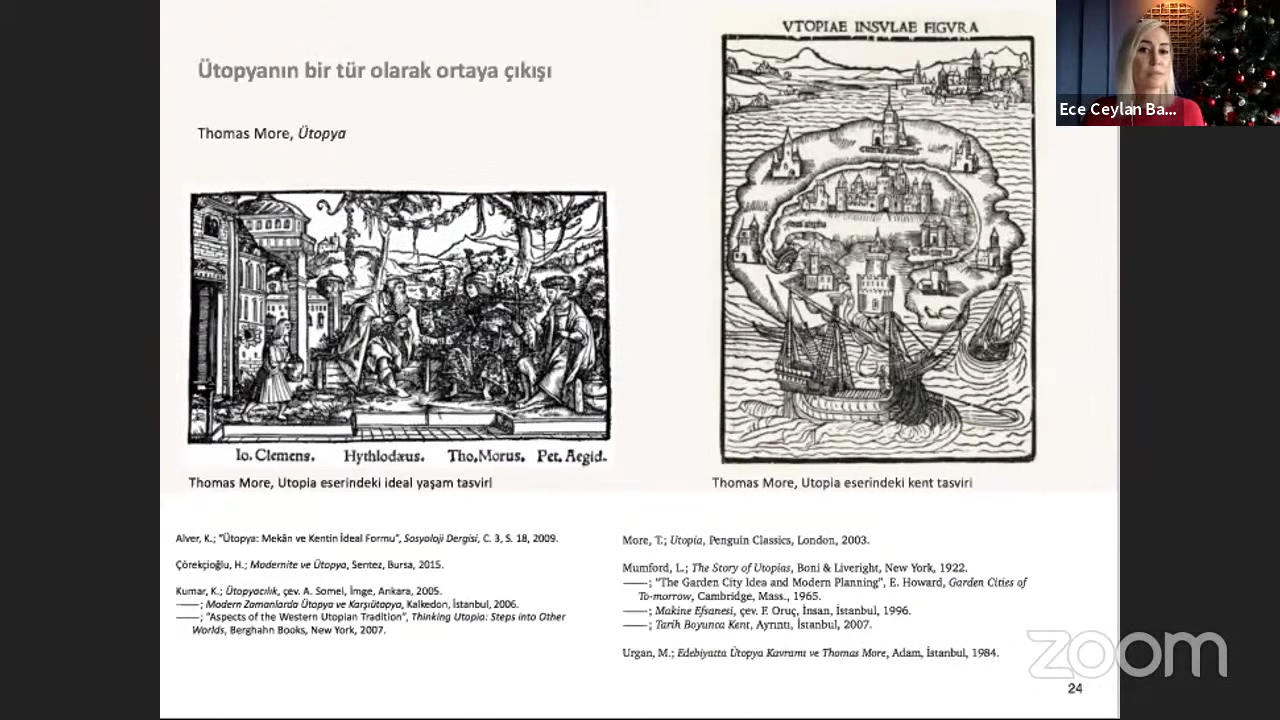 Ütopyanın bir tür olarak ortaya çıkışı
Thomas More, Ütopya
Io. Clemens. Hythlodæus. Tho. Morus. Pet. Aegid.
Thomas More, Utopia eserindeki ideal yaşam tasviri
VTOPIAE INSVLAE FIGVRA
Thomas More, Utopia eserindeki kent tasviri
Alver, K.; "Ütopya: Mekân ve Kentin İdeal Formu", Sosyoloji Dergisi, C. 3, S. 18, 2009.
Çörekçioğlu, H.; Modernite ve Ütopya, Sentez, Bursa, 2015.
Kumar, K.; Ütopyacılık, çev. A. Somel, İmge, Ankara, 2005.
——; Modern Zamanlarda Ütopya ve Karşıütopya, Kalkedon, İstanbul, 2006.
——; "Aspects of the Western Utopian Tradition", Thinking Utopia: Steps into Other
Worlds, Berghahn Books, New York, 2007.
More, T.; Utopia, Penguin Classics, London, 2003.
Mumford, L.; The Story of Utopias, Boni & Liveright, New York, 1922.
——; "The Garden City Idea and Modern Planning", E. Howard, Garden Cities of
To-morrow, Cambridge, Mass., 1965.
——; Makine Efsanesi, çev. F. Oruç, İnsan, İstanbul, 1996.
——; Tarih Boyunca Kent, Ayrıntı, İstanbul, 2007.
Urgan, M.; Edebiyatta Ütopya Kavramı ve Thomas More, Adam, İstanbul, 1984.
24
Ece Ceylan Ba...
zoom